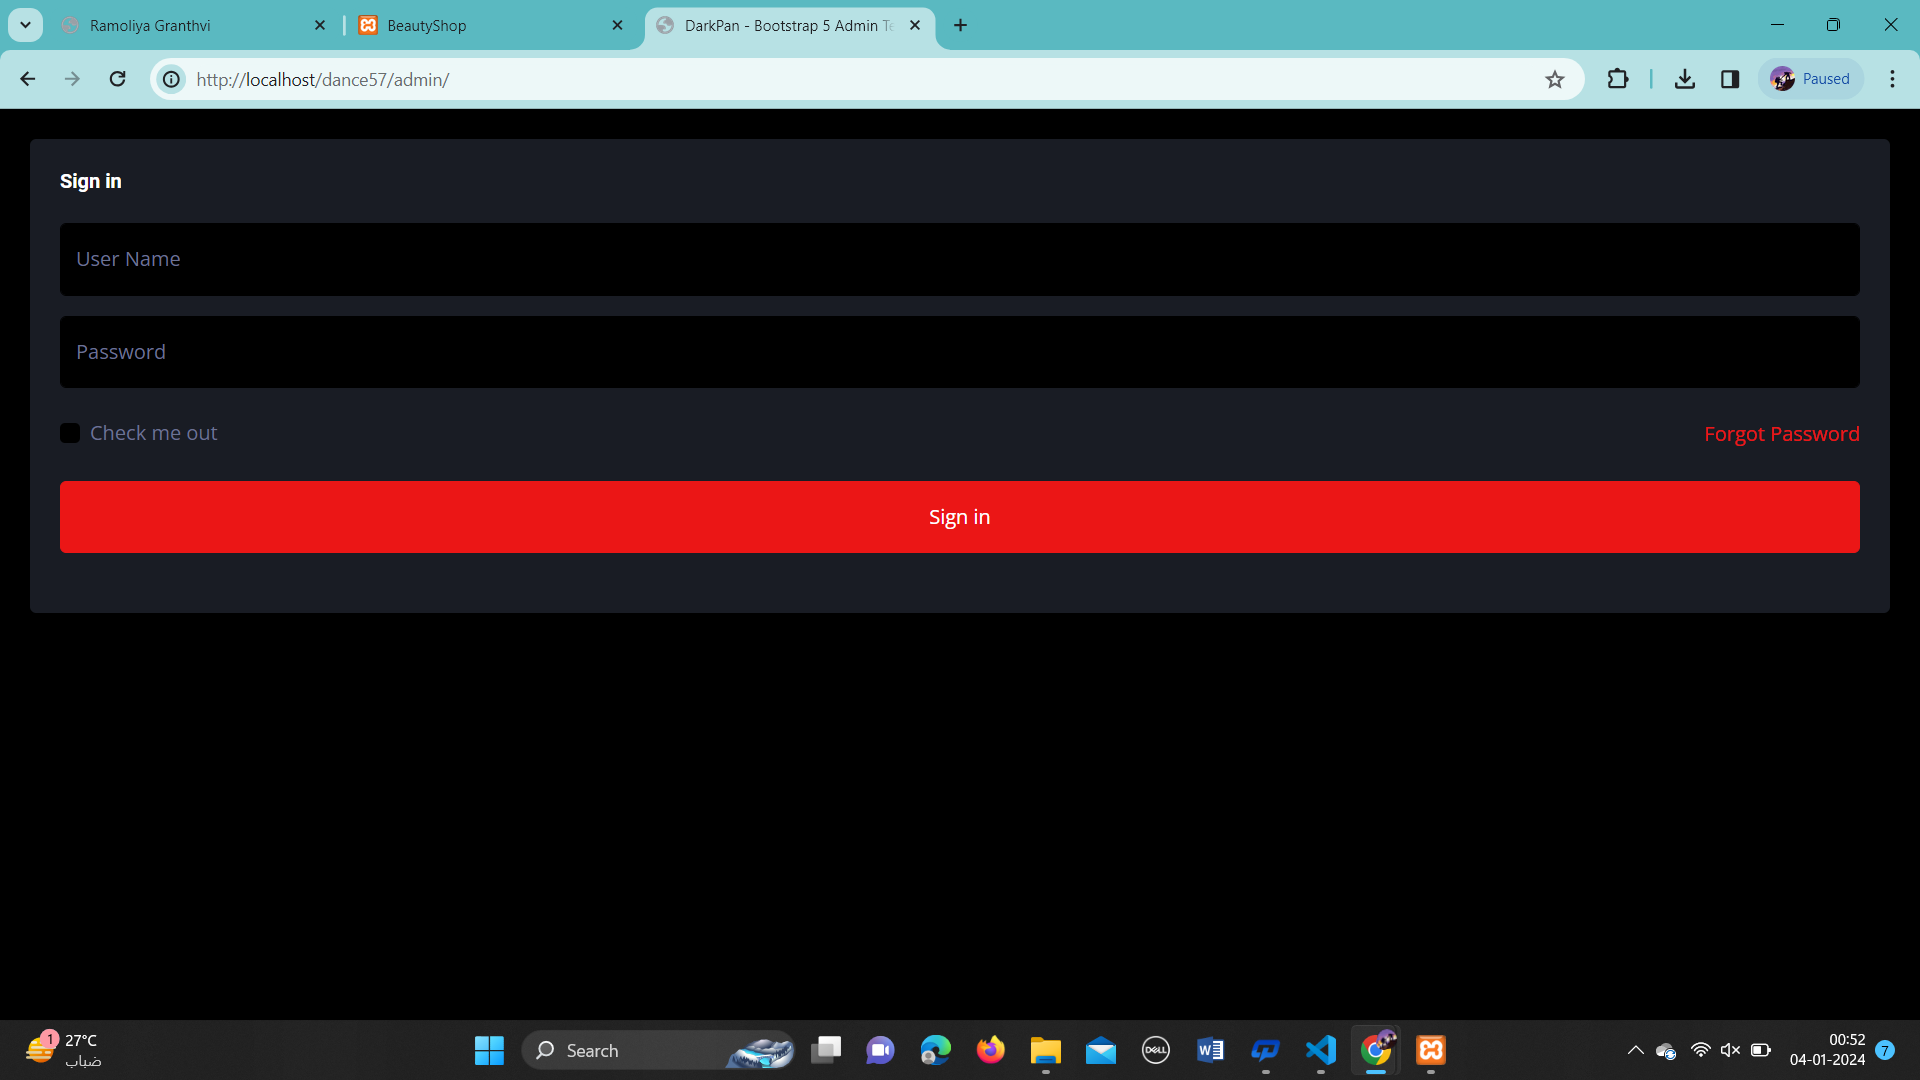 Ramoliya Granthvi
BeautyShop
DarkPan - Bootstrap 5 Admin Te
http://localhost/dance57/admin/
Paused
Sign in
User Name
Password
Check me out
Forgot Password
Sign in
1
27°C
ضباب
Search
DELL
W
00:52
04-01-2024
7